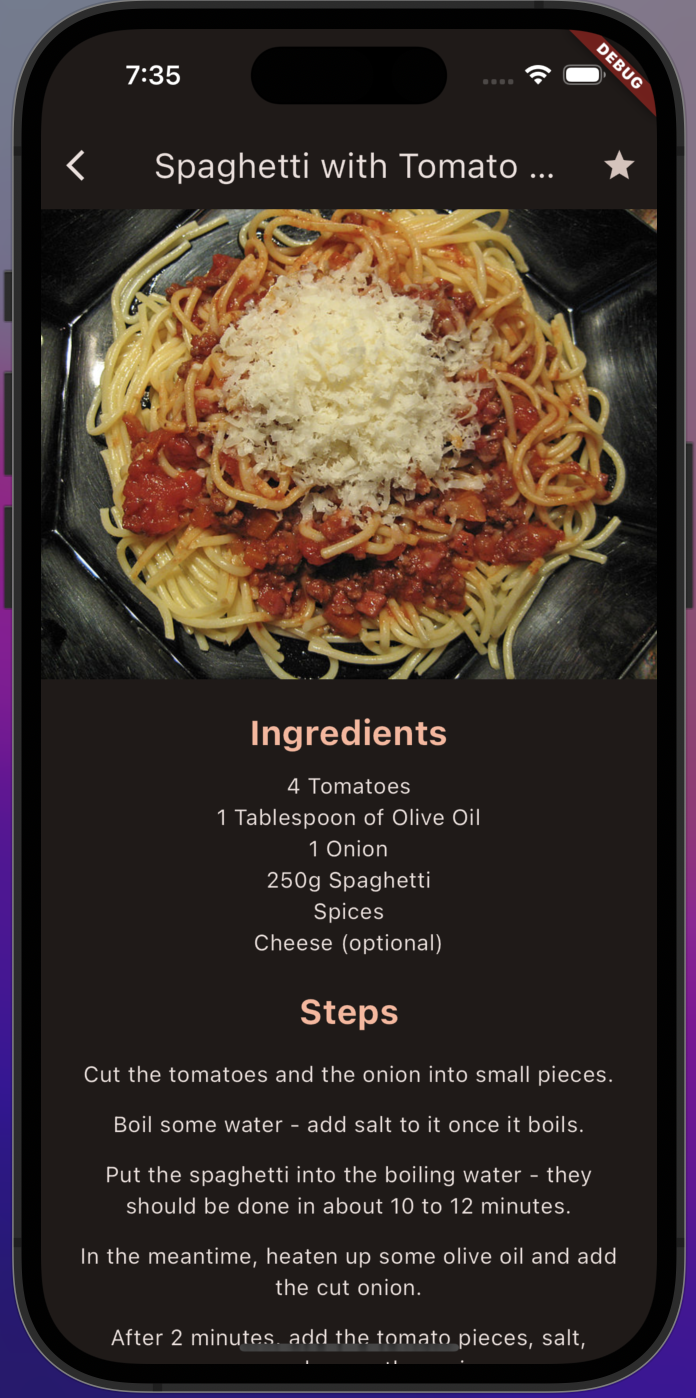 7:35
DEBUG
Spaghetti with Tomato ...
Ingredients
4 Tomatoes
1 Tablespoon of Olive Oil
1 Onion
250g Spaghetti
Spices
Cheese (optional)
Steps
Cut the tomatoes and the onion into small pieces.
Boil some water - add salt to it once it boils.
Put the spaghetti into the boiling water - they
should be done in about 10 to 12 minutes.
In the meantime, heaten up some olive oil and add
the cut onion.
After 2 minutes, add the tomato pieces, salt,